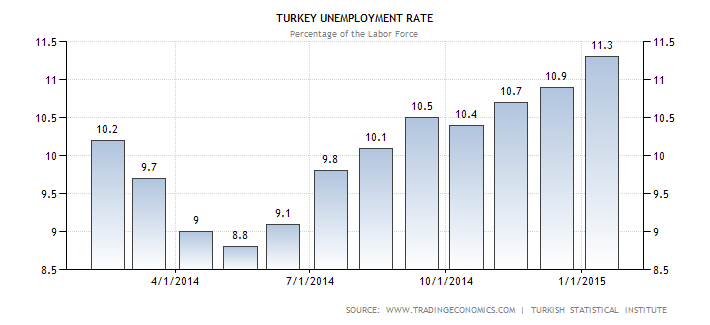 TURKEY UNEMPLOYMENT RATE
Percentage of the Labor Force
11.5 11.5
11.3
11 11
10.9
10.7
10.5 10.5 10.5
10.4
10.2
10.1
10 10
9.8
9.7
9.5 9.5
9.1
9 9 9
8.8
8.5 8.5
4/1/2014 7/1/2014 10/1/2014 1/1/2015
SOURCE: WWW.TRADINGECONOMICS.COM | TURKISH STATISTICAL INSTITUTE